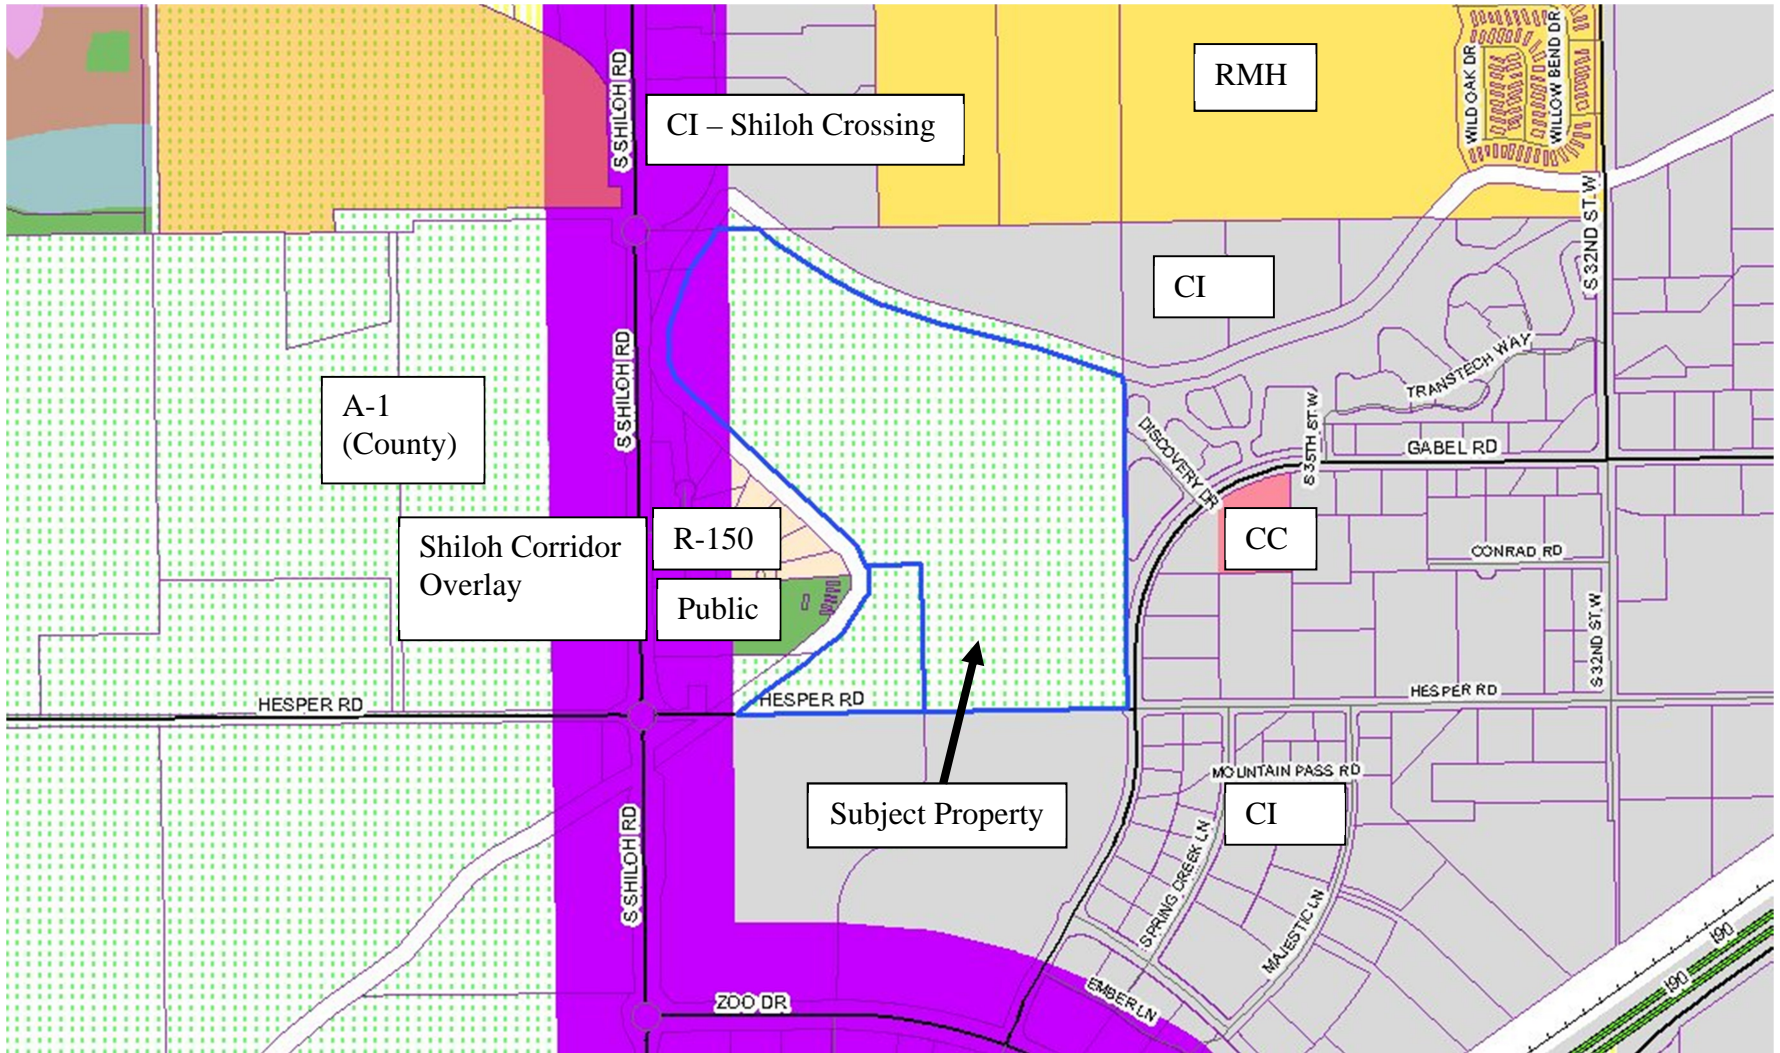 WILD OAK DR
WILLOW BEND DR
S SHILOH RD
RMH
CI – Shiloh Crossing
S 32ND ST.W
CI
S SHILOH RD
TRANSTECH WAY
A-1
(County)
DISCOVERY DR
S 35TH ST.W
GABEL RD
Shiloh Corridor
Overlay
R-150
CC
CONRAD RD
Public
S 32ND ST.W
HESPER RD
HESPER RD
HESPER RD
MOUNTAIN PASS RD
Subject Property
CI
S SHILOH RD
SPRING CREEK LN
MAJESTIC LN
I90
I90
EMBER LN
ZOO DR